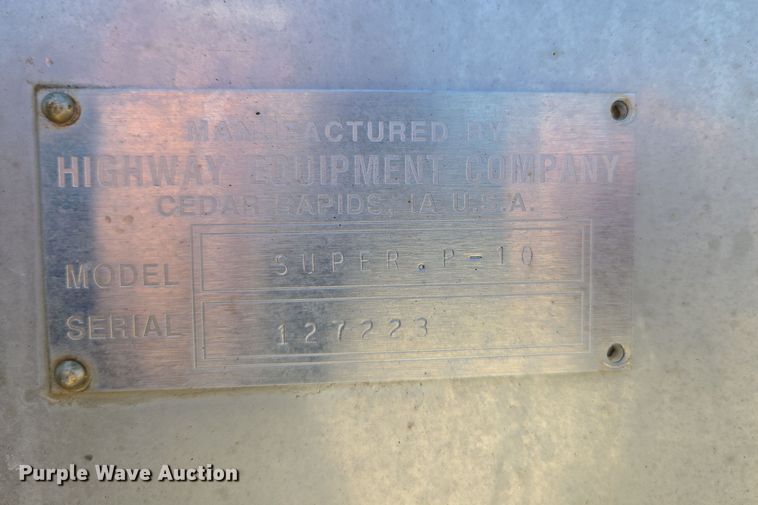 MANUFACTURED BY
HIGHWAY EQUIPMENT COMPANY
CEDAR RAPIDS, IA U.S.A.
MODEL SUPER.P-10
SERIAL 127223
Purple Wave Auction